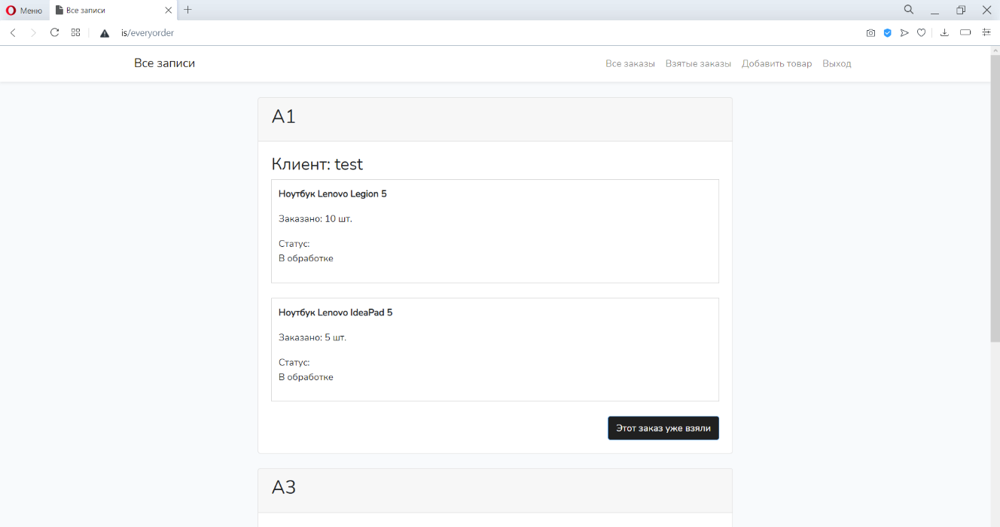 Меню
Все записи
is/everyorder
Все записи
Все заказы Взятые заказы Добавить товар Выход
A1
Клиент: test
Ноутбук Lenovo Legion 5
Заказано: 10 шт.
Статус:
В обработке
Ноутбук Lenovo IdeaPad 5
Заказано: 5 шт.
Статус:
В обработке
Этот заказ уже взяли
A3